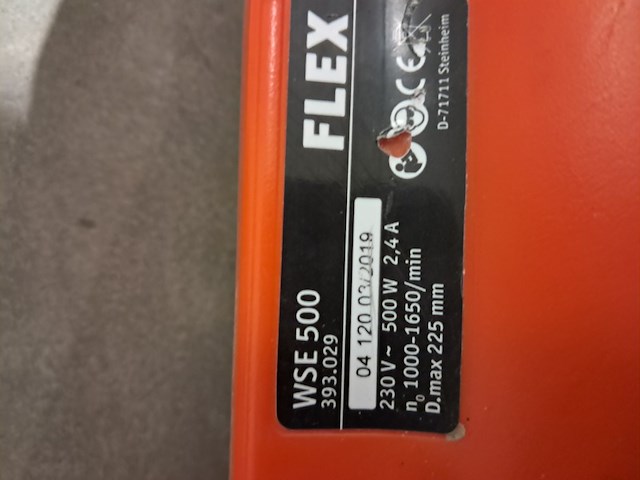 WSE 500
393.029
FLEX
04 120 03/2019
230 V ~ 500 W 2,4 A
n0 1000-1650/min
D.max 225 mm
CE
D-71711 Steinheim